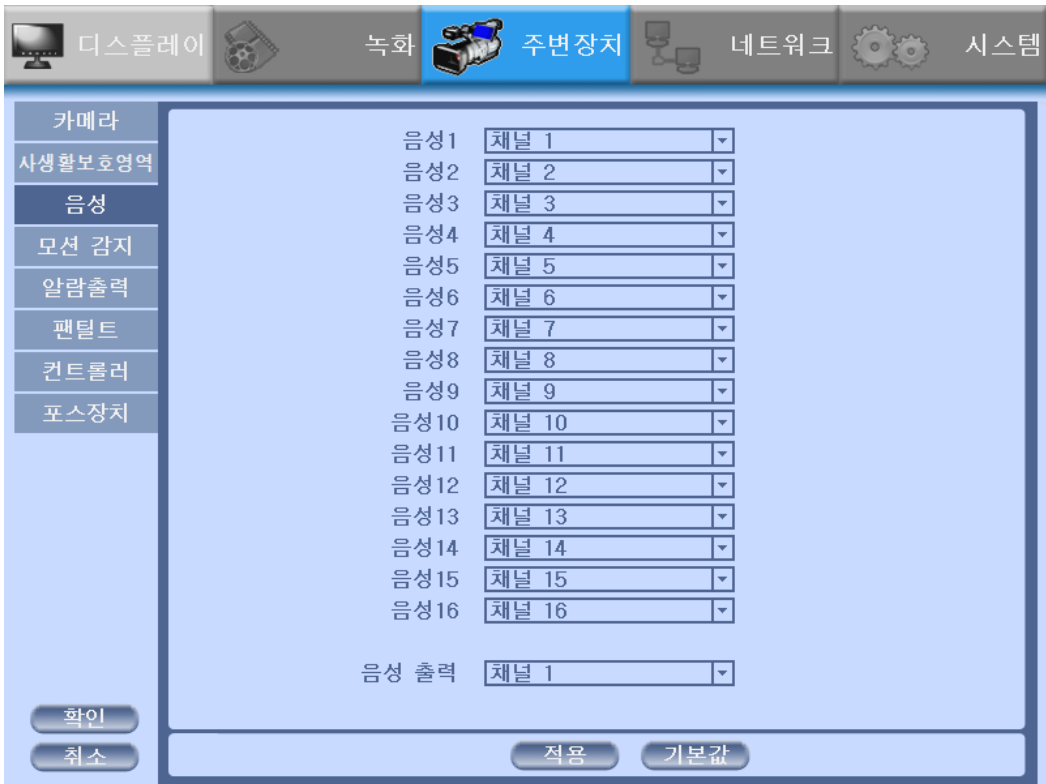 디스플레이 녹화 주변장치 네트워크 시스템
카메라
사생활보호영역
음성
모션 감지
알람출력
팬틸트
컨트롤러
포스장치
음성1 채널 1
음성2 채널 2
음성3 채널 3
음성4 채널 4
음성5 채널 5
음성6 채널 6
음성7 채널 7
음성8 채널 8
음성9 채널 9
음성10 채널 10
음성11 채널 11
음성12 채널 12
음성13 채널 13
음성14 채널 14
음성15 채널 15
음성16 채널 16
음성 출력 채널 1
확인
취소
적용 기본값